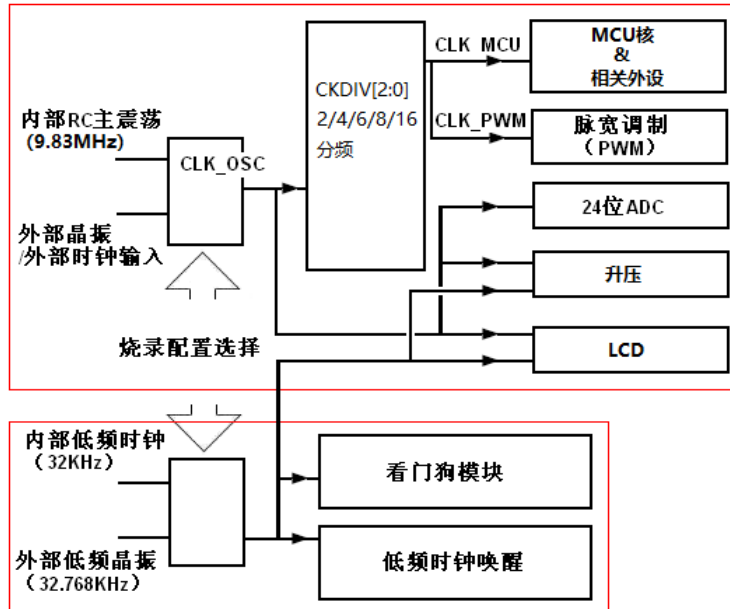 内部RC主震荡
(9.83MHz)
CLK_OSC
外部晶振
/外部时钟输入
CKDIV[2:0]
2/4/6/8/16
分频
CLK_MCU
MCU核
&
相关外设
CLK_PWM
脉宽调制
（PWM）
24位ADC
升压
LCD
烧录配置选择
内部低频时钟
（32KHz）
外部低频晶振
（32.768KHz）
看门狗模块
低频时钟唤醒